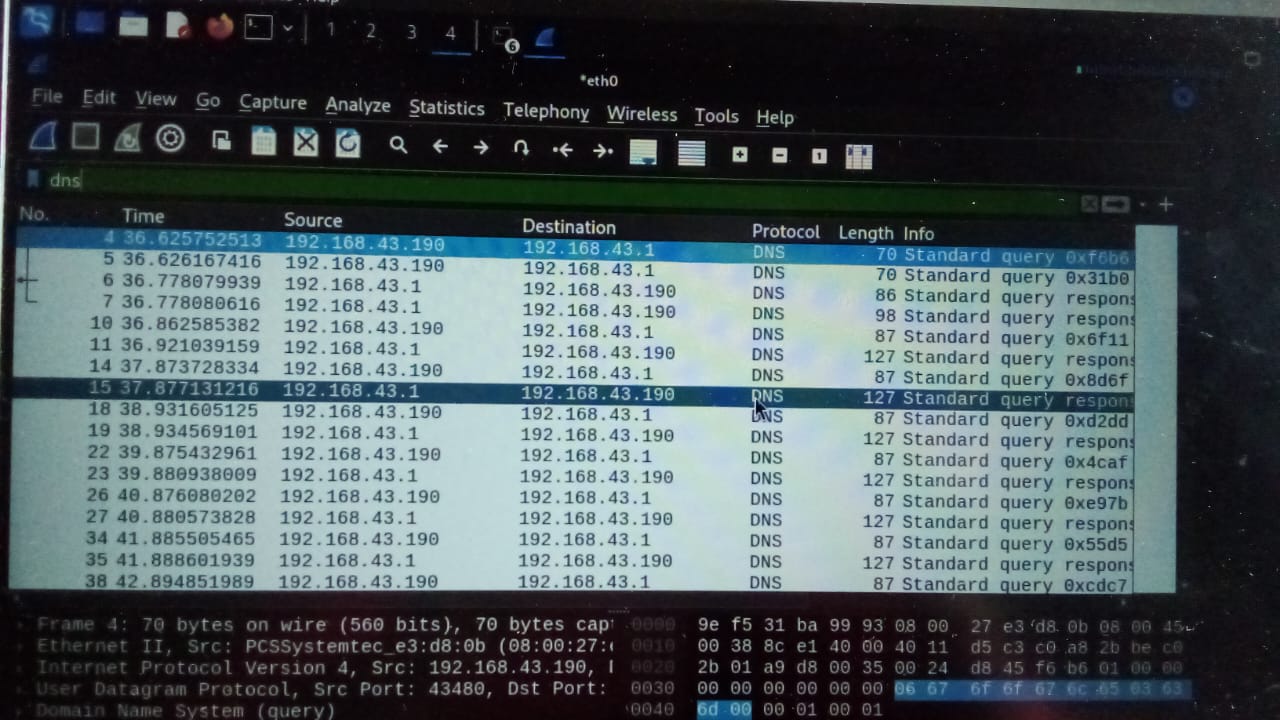 1 2 3 4 6
*eth0
File Edit View Go Capture Analyze Statistics Telephony Wireless Tools Help
dns
No. Time Source Destination Protocol Length Info
4 36.625752513 192.168.43.190 192.168.43.1 DNS 70 Standard query 0xf6b6
5 36.626167416 192.168.43.190 192.168.43.1 DNS 70 Standard query 0x31b0
6 36.778079939 192.168.43.1 192.168.43.190 DNS 86 Standard query respons
7 36.778080616 192.168.43.1 192.168.43.190 DNS 98 Standard query respons
10 36.862585382 192.168.43.190 192.168.43.1 DNS 87 Standard query 0x6f11
11 36.921039159 192.168.43.1 192.168.43.190 DNS 127 Standard query respons
14 37.873728334 192.168.43.190 192.168.43.1 DNS 87 Standard query 0x8d6f
15 37.877131216 192.168.43.1 192.168.43.190 DNS 127 Standard query respons
18 38.931605125 192.168.43.190 192.168.43.1 DNS 87 Standard query 0xd2dd
19 38.934569101 192.168.43.1 192.168.43.190 DNS 127 Standard query respons
22 39.875432961 192.168.43.190 192.168.43.1 DNS 87 Standard query 0x4caf
23 39.880938009 192.168.43.1 192.168.43.190 DNS 127 Standard query respons
26 40.876080202 192.168.43.190 192.168.43.1 DNS 87 Standard query 0xe97b
27 40.880573828 192.168.43.1 192.168.43.190 DNS 127 Standard query respons
34 41.885505465 192.168.43.190 192.168.43.1 DNS 87 Standard query 0x55d5
35 41.888601939 192.168.43.1 192.168.43.190 DNS 127 Standard query respons
38 42.894851989 192.168.43.190 192.168.43.1 DNS 87 Standard query 0xcdc7
Frame 4: 70 bytes on wire (560 bits), 70 bytes cap
Ethernet II, Src: PCSSystemtec_e3:d8:0b (08:00:27:
Internet Protocol Version 4, Src: 192.168.43.190,
User Datagram Protocol, Src Port: 43480, Dst Port:
Domain Name System (query)
0000 9e f5 31 ba 99 93 08 00 27 e3 d8 0b 08 00 45
0010 00 38 8c e1 40 00 40 11 d5 c3 c0 a8 2b be c0
0020 2b 01 a9 d8 00 35 00 24 d8 45 f6 b6 01 00 00
0030 00 00 00 00 00 00 06 67 6f 6f 67 6c 65 03 63
0040 6d 00 00 01 00 01